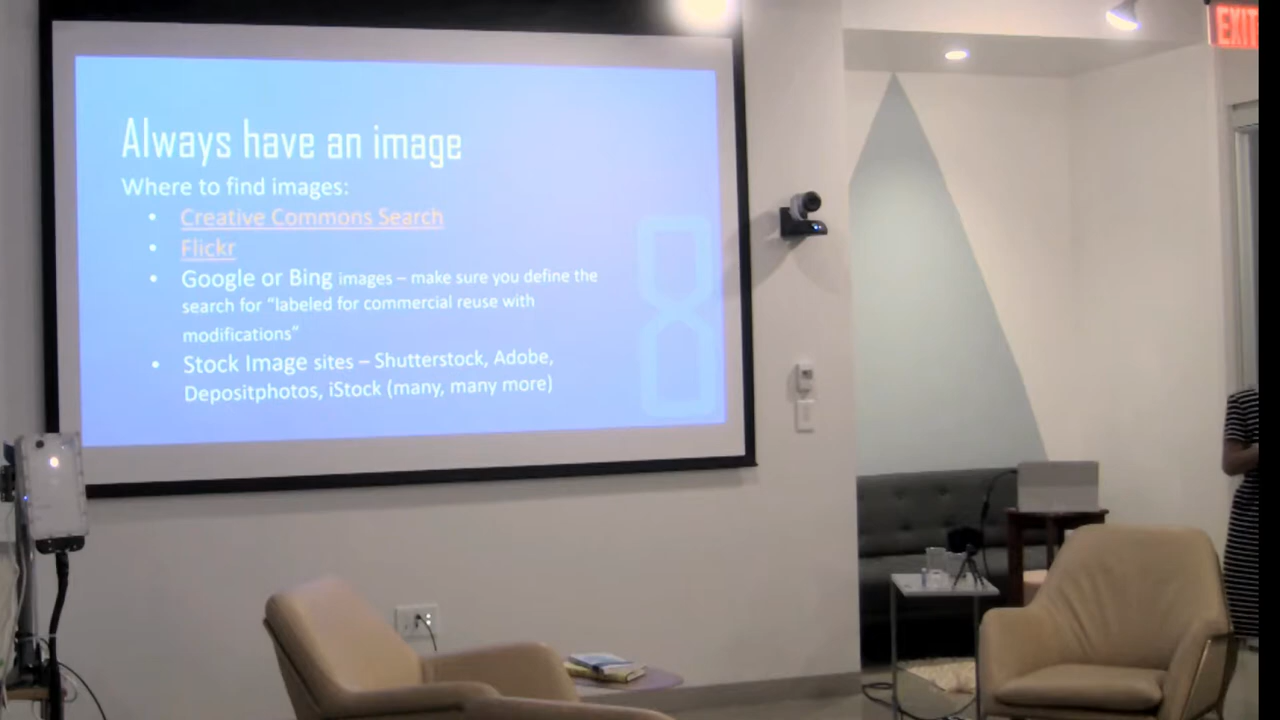 Always have an image
Where to find images:
• Creative Commons Search
• Flickr
• Google or Bing images – make sure you define the
search for “labeled for commercial reuse with
modifications”
• Stock Image sites – Shutterstock, Adobe,
Depositphotos, iStock (many, many more)
8
EXIT